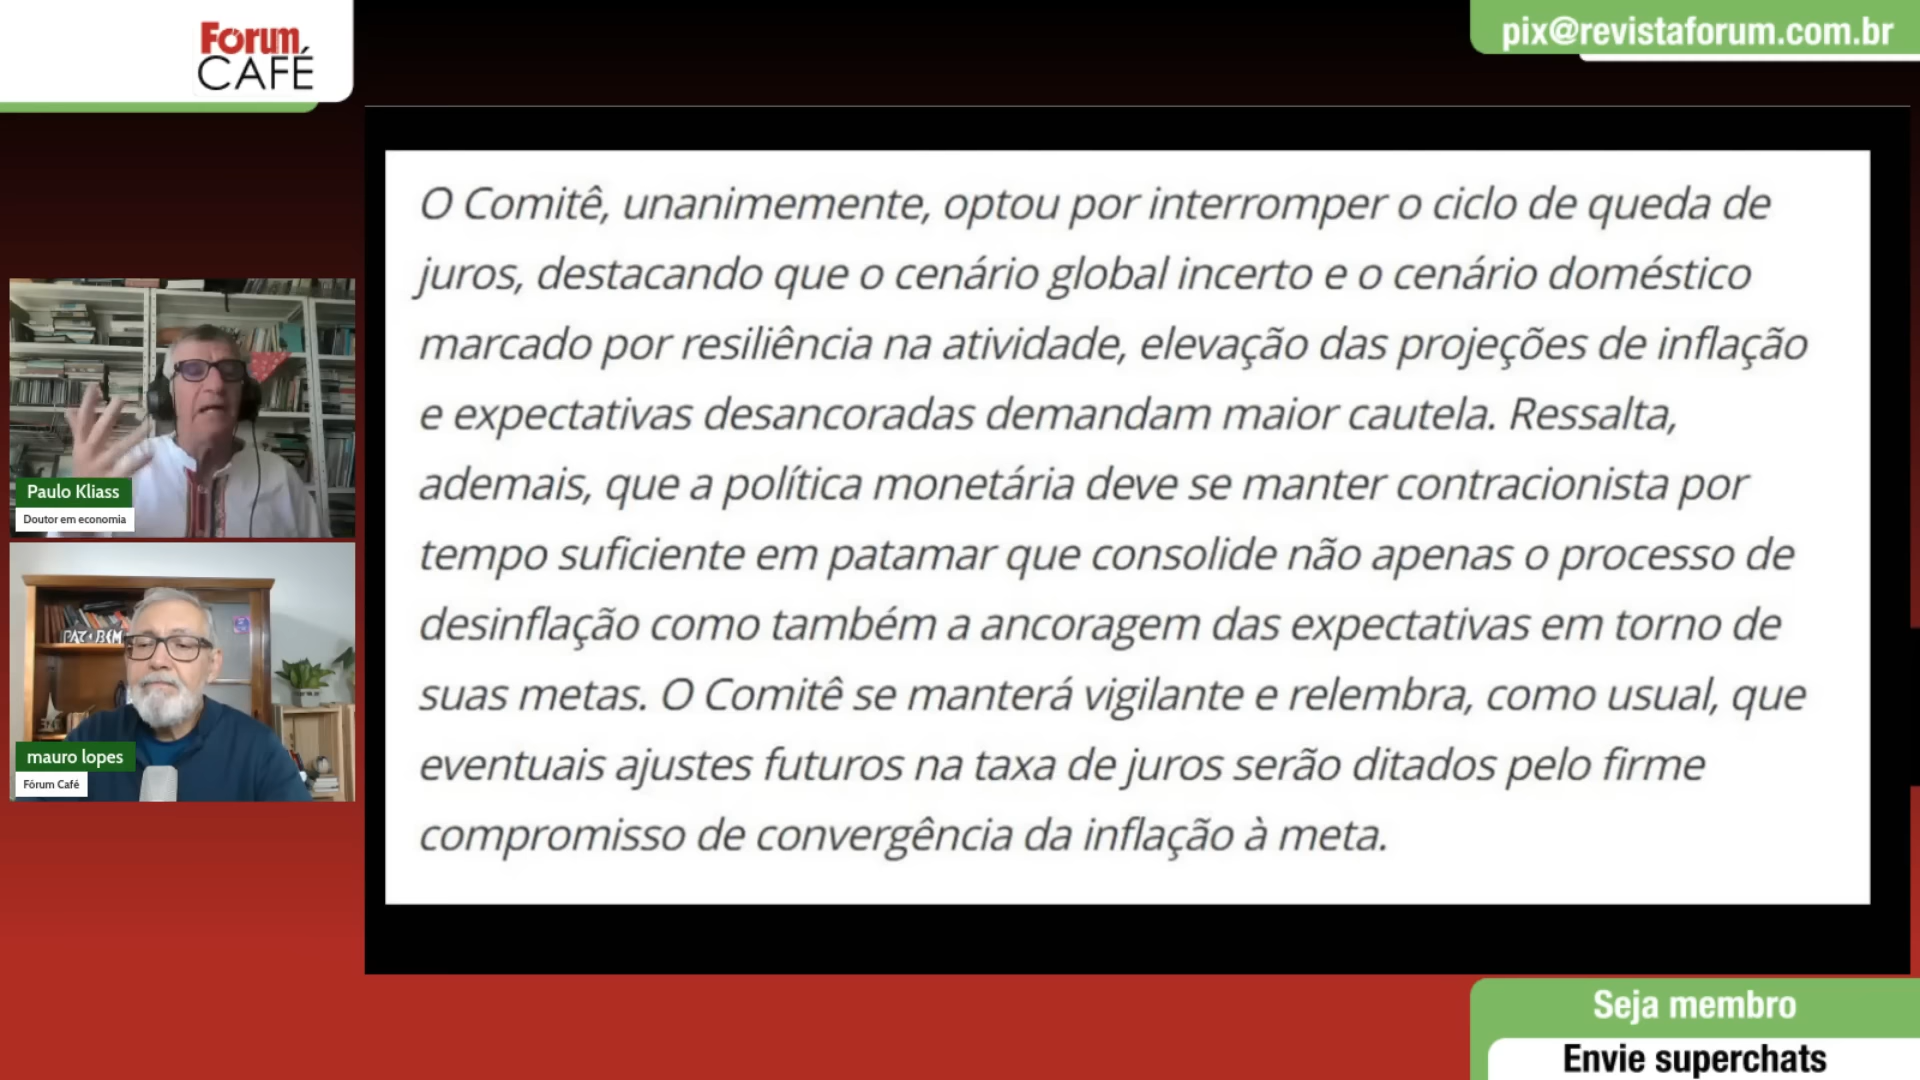 Fórum
CAFÉ
pix@revistaforum.com.br
O Comitê, unanimemente, optou por interromper o ciclo de queda de
juros, destacando que o cenário global incerto e o cenário doméstico
marcado por resiliência na atividade, elevação das projeções de inflação
e expectativas desancoradas demandam maior cautela. Ressalta,
ademais, que a política monetária deve se manter contracionista por
tempo suficiente em patamar que consolide não apenas o processo de
desinflação como também a ancoragem das expectativas em torno de
suas metas. O Comitê se manterá vigilante e relembra, como usual, que
eventuais ajustes futuros na taxa de juros serão ditados pelo firme
compromisso de convergência da inflação à meta.
Paulo Kliass
Doutor em economia
PAZ BEM
mauro lopes
Fórum Café
Seja membro
Envie superchats